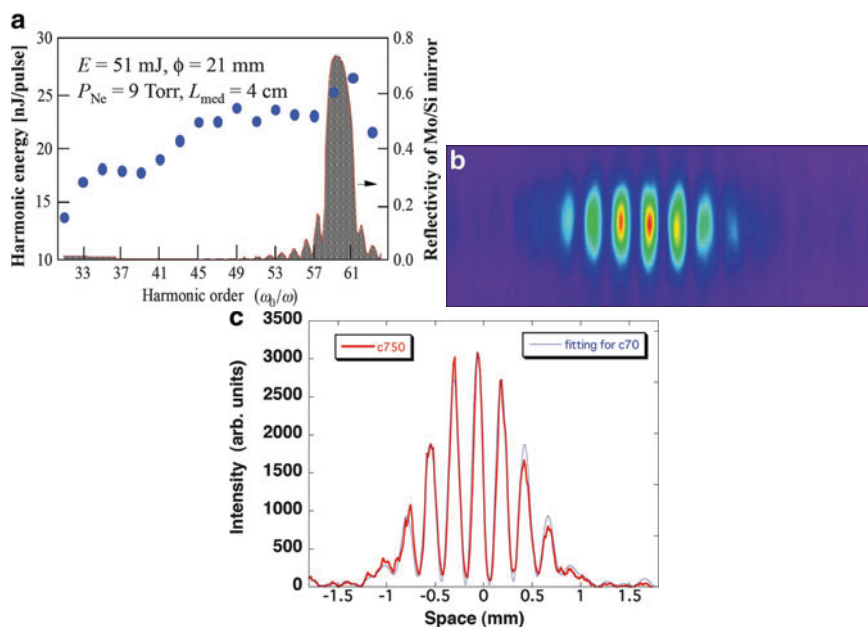 a
30
25
20
15
10
Harmonic energy [nJ/pulse]
E = 51 mJ, ϕ = 21 mm
P_Ne = 9 Torr, L_med = 4 cm
0.8
0.6
0.4
0.2
0.0
Reflectivity of Mo/Si mirror
33 37 41 45 49 53 57 61
Harmonic order (ω₀/ω)
b
c
3500
3000
2500
2000
1500
1000
500
0
Intensity (arb. units)
c750
fitting for c70
-1.5 -1 -0.5 0 0.5 1 1.5
Space (mm)